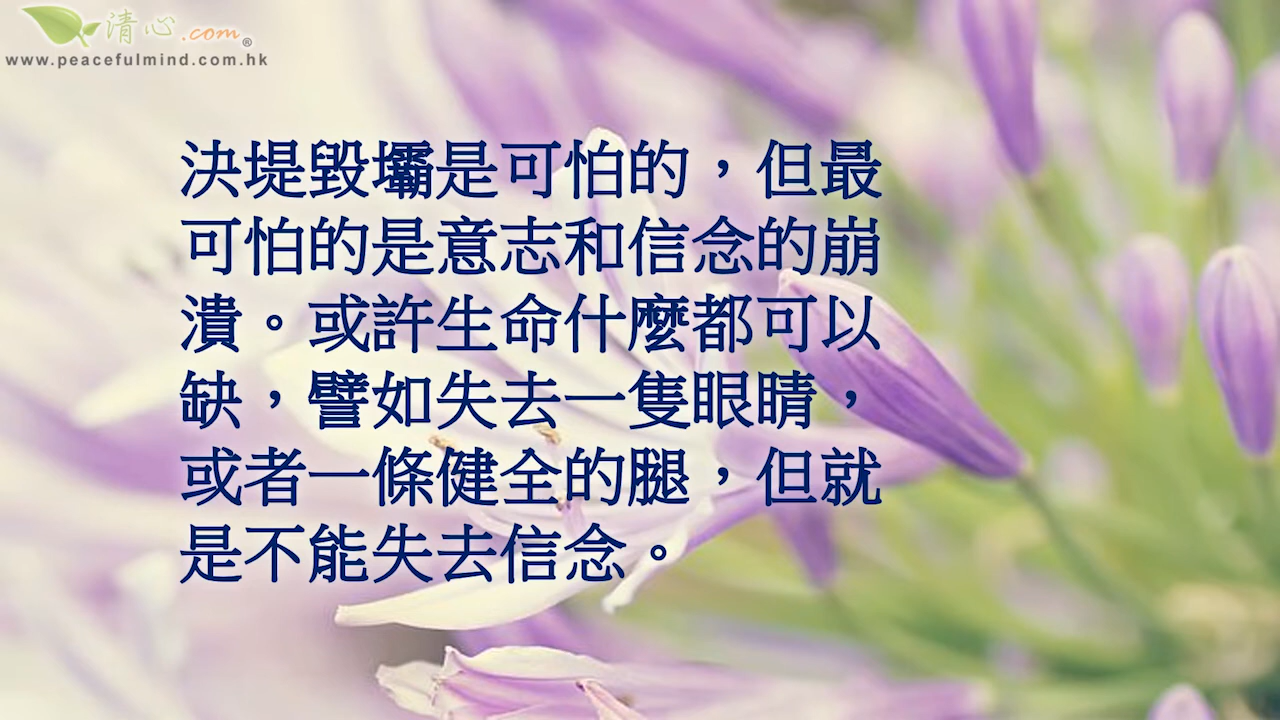 清心.com®
www.peacefulmind.com.hk
決堤毀壩是可怕的，但最
可怕的是意志和信念的崩
潰。或許生命什麼都可以
缺，譬如失去一隻眼睛，
或者一條健全的腿，但就
是不能失去信念。